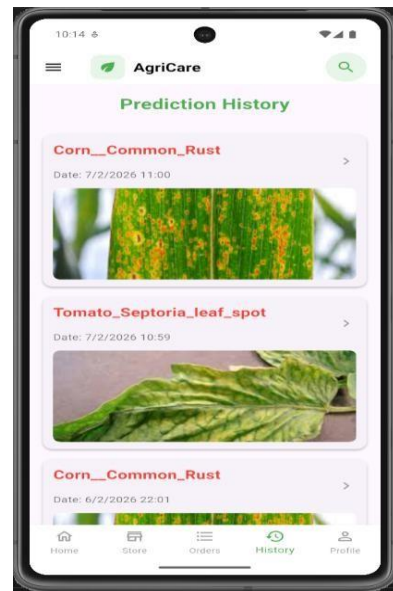 10:14
AgriCare
Prediction History
Corn__Common_Rust
>
Date: 7/2/2026 11:00
Tomato_Septoria_leaf_spot
>
Date: 7/2/2026 10:59
Corn__Common_Rust
>
Date: 6/2/2026 22:01
Home Store Orders History Profile